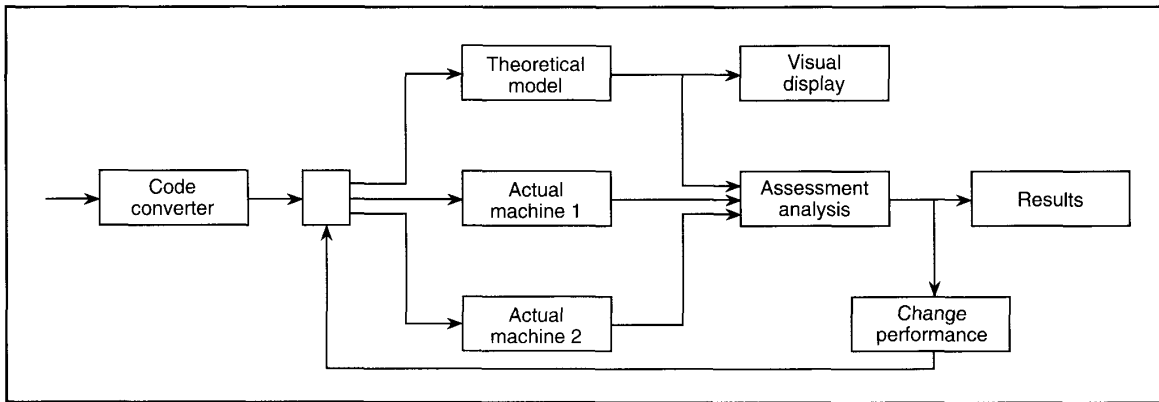 Theoretical
model
Visual
display
Code
converter
Actual
machine 1
Assessment
analysis
Results
Actual
machine 2
Change
performance